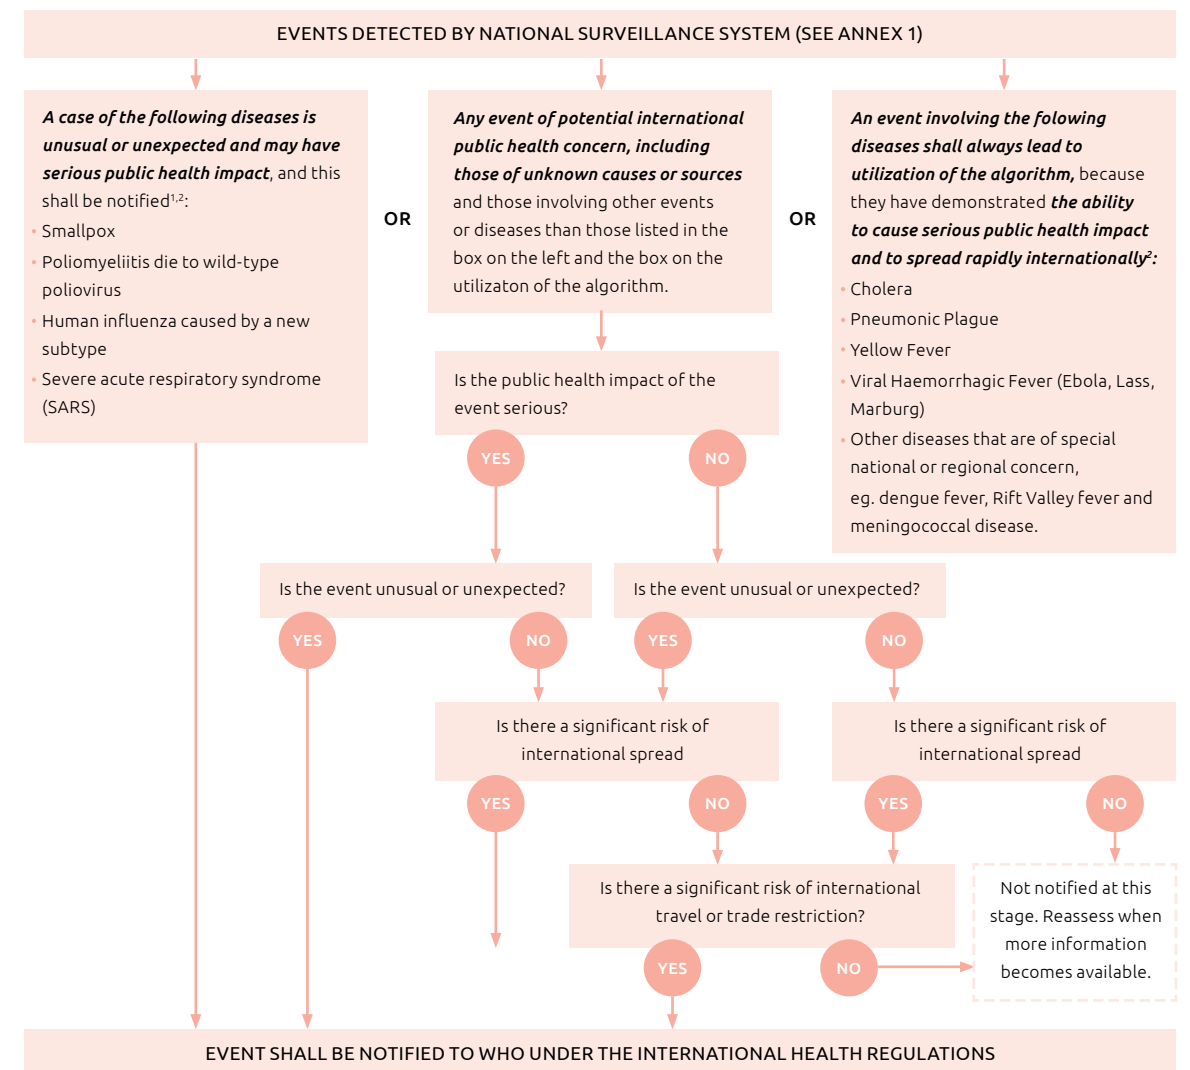 EVENTS DETECTED BY NATIONAL SURVEILLANCE SYSTEM (SEE ANNEX 1)
A case of the following diseases is
unusual or unexpected and may have
serious public health impact, and this
shall be notified1,2:
• Smallpox
• Poliomyeliitis die to wild-type
poliovirus
• Human influenza caused by a new
subtype
• Severe acute respiratory syndrome
(SARS)
OR
Any event of potential international
public health concern, including
those of unknown causes or sources
and those involving other events
or diseases than those listed in the
box on the left and the box on the
utilizaton of the algorithm.
OR
An event involving the folowing
diseases shall always lead to
utilization of the algorithm, because
they have demonstrated the ability
to cause serious public health impact
and to spread rapidly internationally2:
• Cholera
• Pneumonic Plague
• Yellow Fever
• Viral Haemorrhagic Fever (Ebola, Lass,
Marburg)
• Other diseases that are of special
national or regional concern,
eg. dengue fever, Rift Valley fever and
meningococcal disease.
Is the public health impact of the
event serious?
YES
NO
Is the event unusual or unexpected?
YES
NO
Is the event unusual or unexpected?
YES
NO
Is there a significant risk of
international spread
YES
NO
Is there a significant risk of
international spread
YES
NO
Is there a significant risk of international
travel or trade restriction?
YES
NO
Not notified at this
stage. Reassess when
more information
becomes available.
EVENT SHALL BE NOTIFIED TO WHO UNDER THE INTERNATIONAL HEALTH REGULATIONS